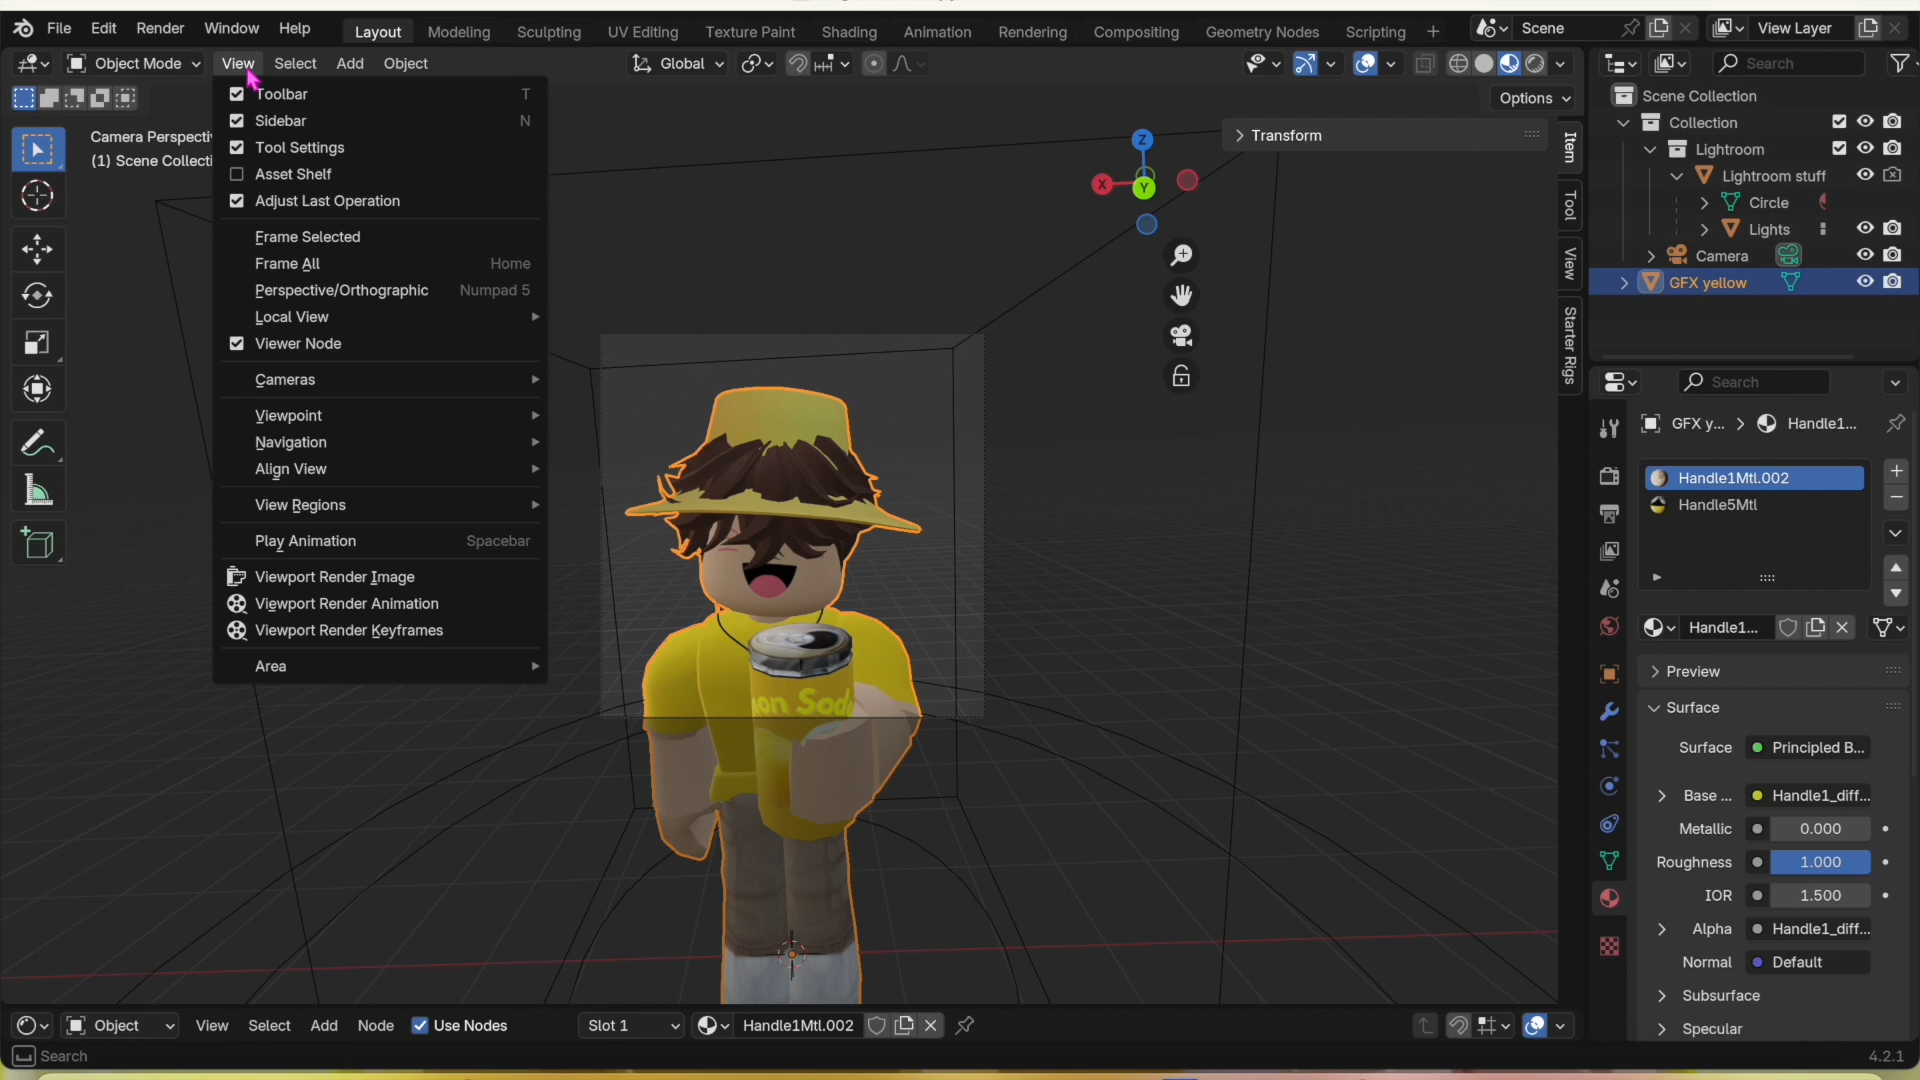 File Edit Render Window Help Layout Modeling Sculpting UV Editing Texture Paint Shading Animation Rendering Compositing Geometry Nodes Scripting + Scene View Layer
Object Mode View Select Add Object Global Search
Options
Toolbar T
Sidebar N
Tool Settings
Asset Shelf
Adjust Last Operation
Frame Selected
Frame All Home
Perspective/Orthographic Numpad 5
Local View
Viewer Node
Cameras
Viewpoint
Navigation
Align View
View Regions
Play Animation Spacebar
Viewport Render Image
Viewport Render Animation
Viewport Render Keyframes
Area
Camera Perspecti
(1) Scene Collecti
Z
X
Y
Transform
Item
Tool
View
Starter Rigs
on Soda
Scene Collection
Collection
Lightroom
Lightroom stuff
Circle
Lights
Camera
GFX yellow
Search
GFX y... > Handle1...
Handle1Mtl.002
Handle5Mtl
Handle1...
Preview
Surface
Surface Principled B...
Base ... Handle1_diff...
Metallic 0.000
Roughness 1.000
IOR 1.500
Alpha Handle1_diff...
Normal Default
Subsurface
Specular
Object View Select Add Node Use Nodes Slot 1 Handle1Mtl.002
Search 4.2.1